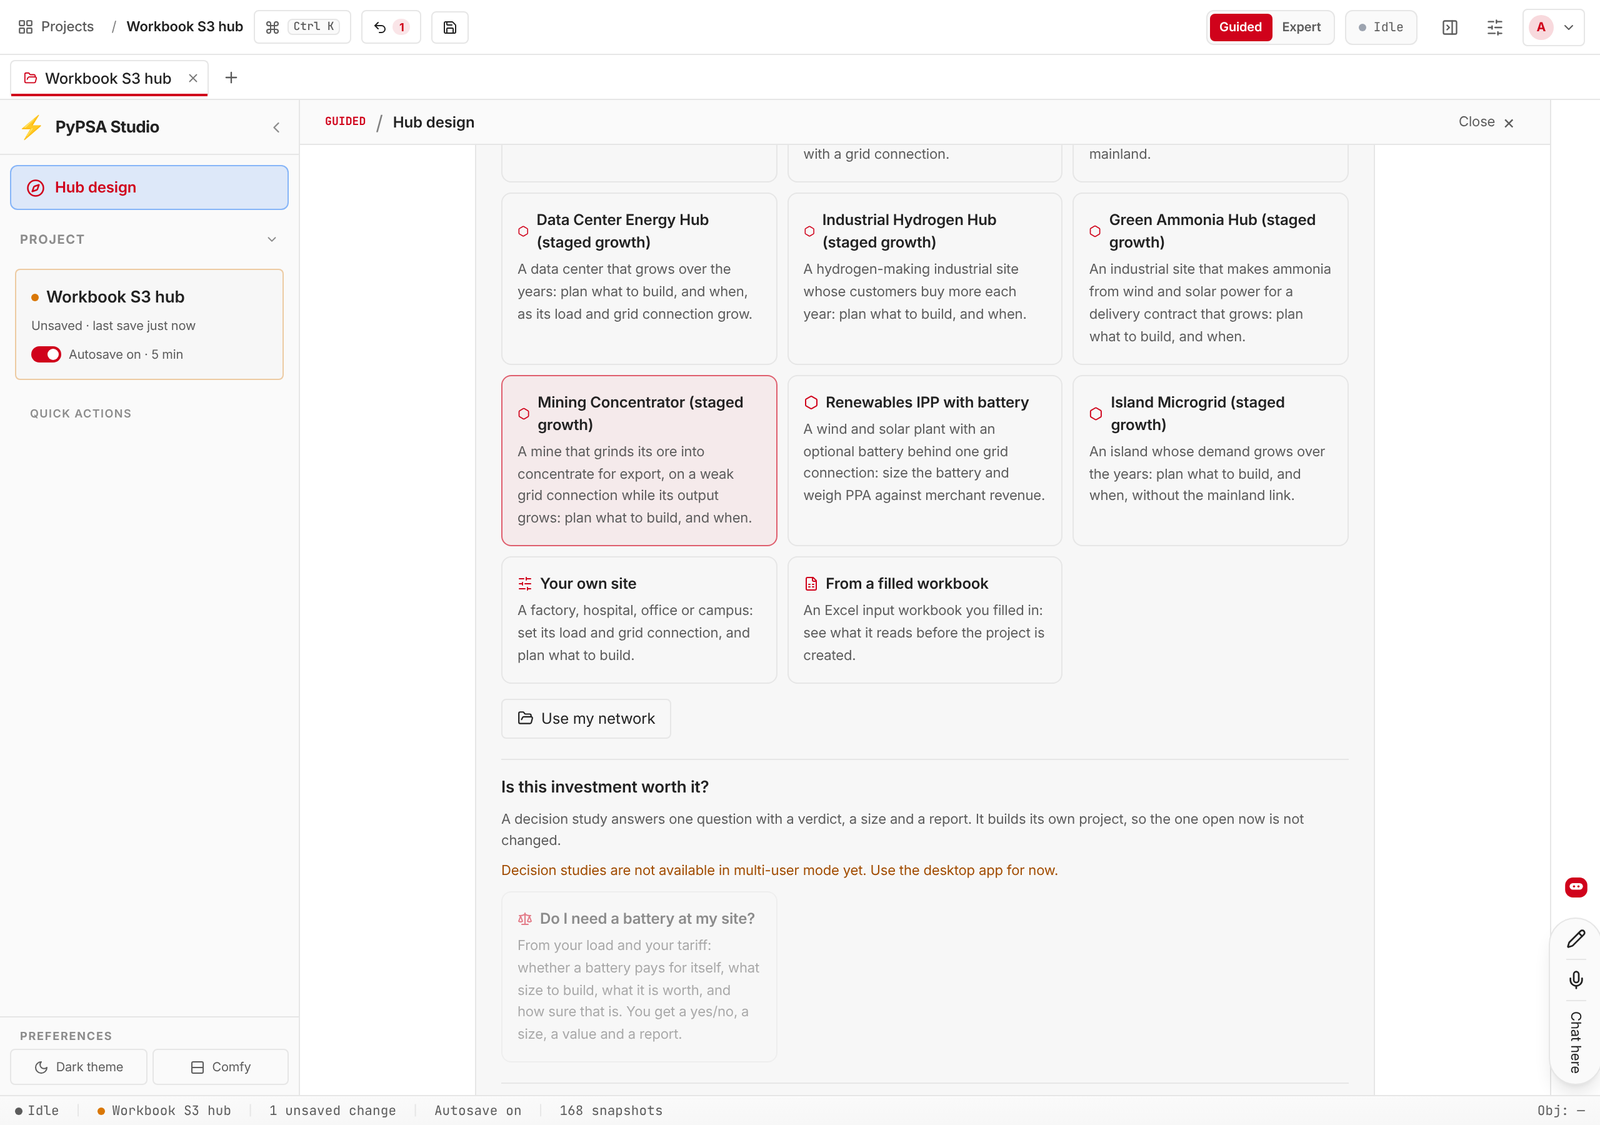 Projects / Workbook S3 hub
Ctrl K
1
Guided
Expert
Idle
A
Workbook S3 hub
PyPSA Studio
GUIDED / Hub design
Close
Hub design
PROJECT
Workbook S3 hub
Unsaved · last save just now
Autosave on · 5 min
QUICK ACTIONS
with a grid connection.
mainland.
Data Center Energy Hub
(staged growth)
A data center that grows over the
years: plan what to build, and when,
as its load and grid connection grow.
Industrial Hydrogen Hub
(staged growth)
A hydrogen-making industrial site
whose customers buy more each
year: plan what to build, and when.
Green Ammonia Hub (staged
growth)
An industrial site that makes ammonia
from wind and solar power for a
delivery contract that grows: plan
what to build, and when.
Mining Concentrator (staged
growth)
A mine that grinds its ore into
concentrate for export, on a weak
grid connection while its output
grows: plan what to build, and when.
Renewables IPP with battery
A wind and solar plant with an
optional battery behind one grid
connection: size the battery and
weigh PPA against merchant revenue.
Island Microgrid (staged
growth)
An island whose demand grows over
the years: plan what to build, and
when, without the mainland link.
Your own site
A factory, hospital, office or campus:
set its load and grid connection, and
plan what to build.
From a filled workbook
An Excel input workbook you filled in:
see what it reads before the project is
created.
Use my network
Is this investment worth it?
A decision study answers one question with a verdict, a size and a report. It builds its own project, so the one open now is not
changed.
Decision studies are not available in multi-user mode yet. Use the desktop app for now.
Do I need a battery at my site?
From your load and your tariff:
whether a battery pays for itself, what
size to build, what it is worth, and
how sure that is. You get a yes/no, a
size, a value and a report.
Chat here
PREFERENCES
Dark theme
Comfy
Idle
Workbook S3 hub
1 unsaved change
Autosave on
168 snapshots
Obj: —